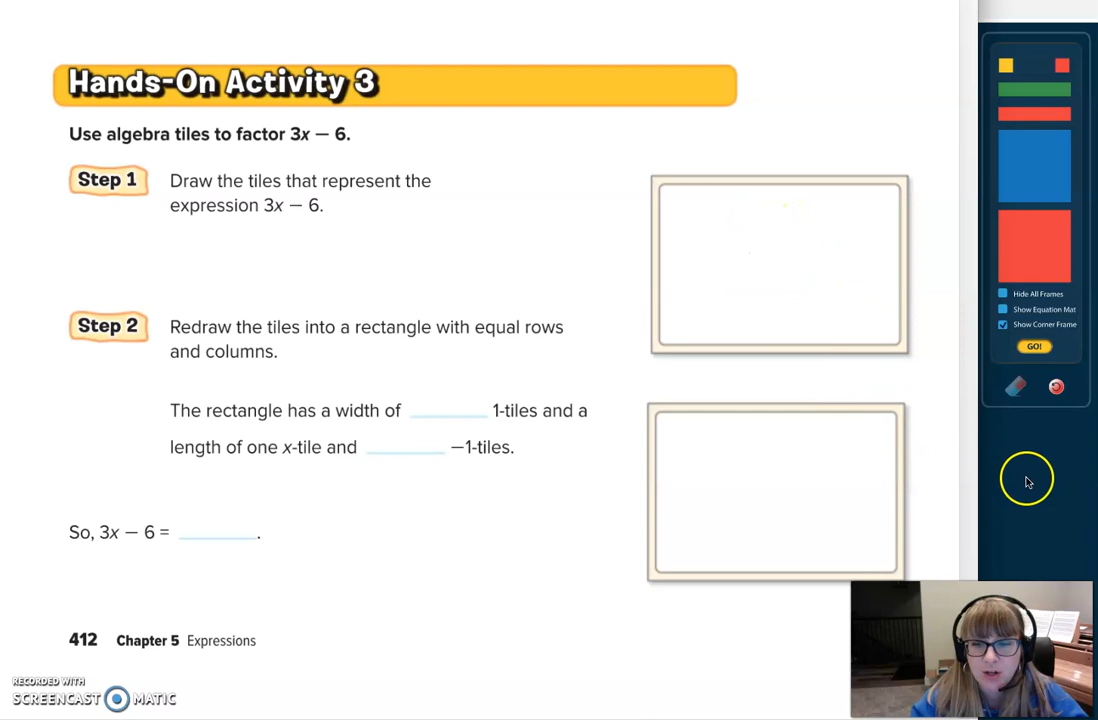 Hands-On Activity 3
Use algebra tiles to factor 3x − 6.
Step 1
Draw the tiles that represent the
expression 3x − 6.
Step 2
Redraw the tiles into a rectangle with equal rows
and columns.
The rectangle has a width of ________ 1-tiles and a
length of one x-tile and ________ −1-tiles.
So, 3x − 6 = ________.
412 Chapter 5 Expressions
Hide All Frames
Show Equation Mat
Show Corner Frame
GO!
RECORDED WITH
SCREENCAST MATIC